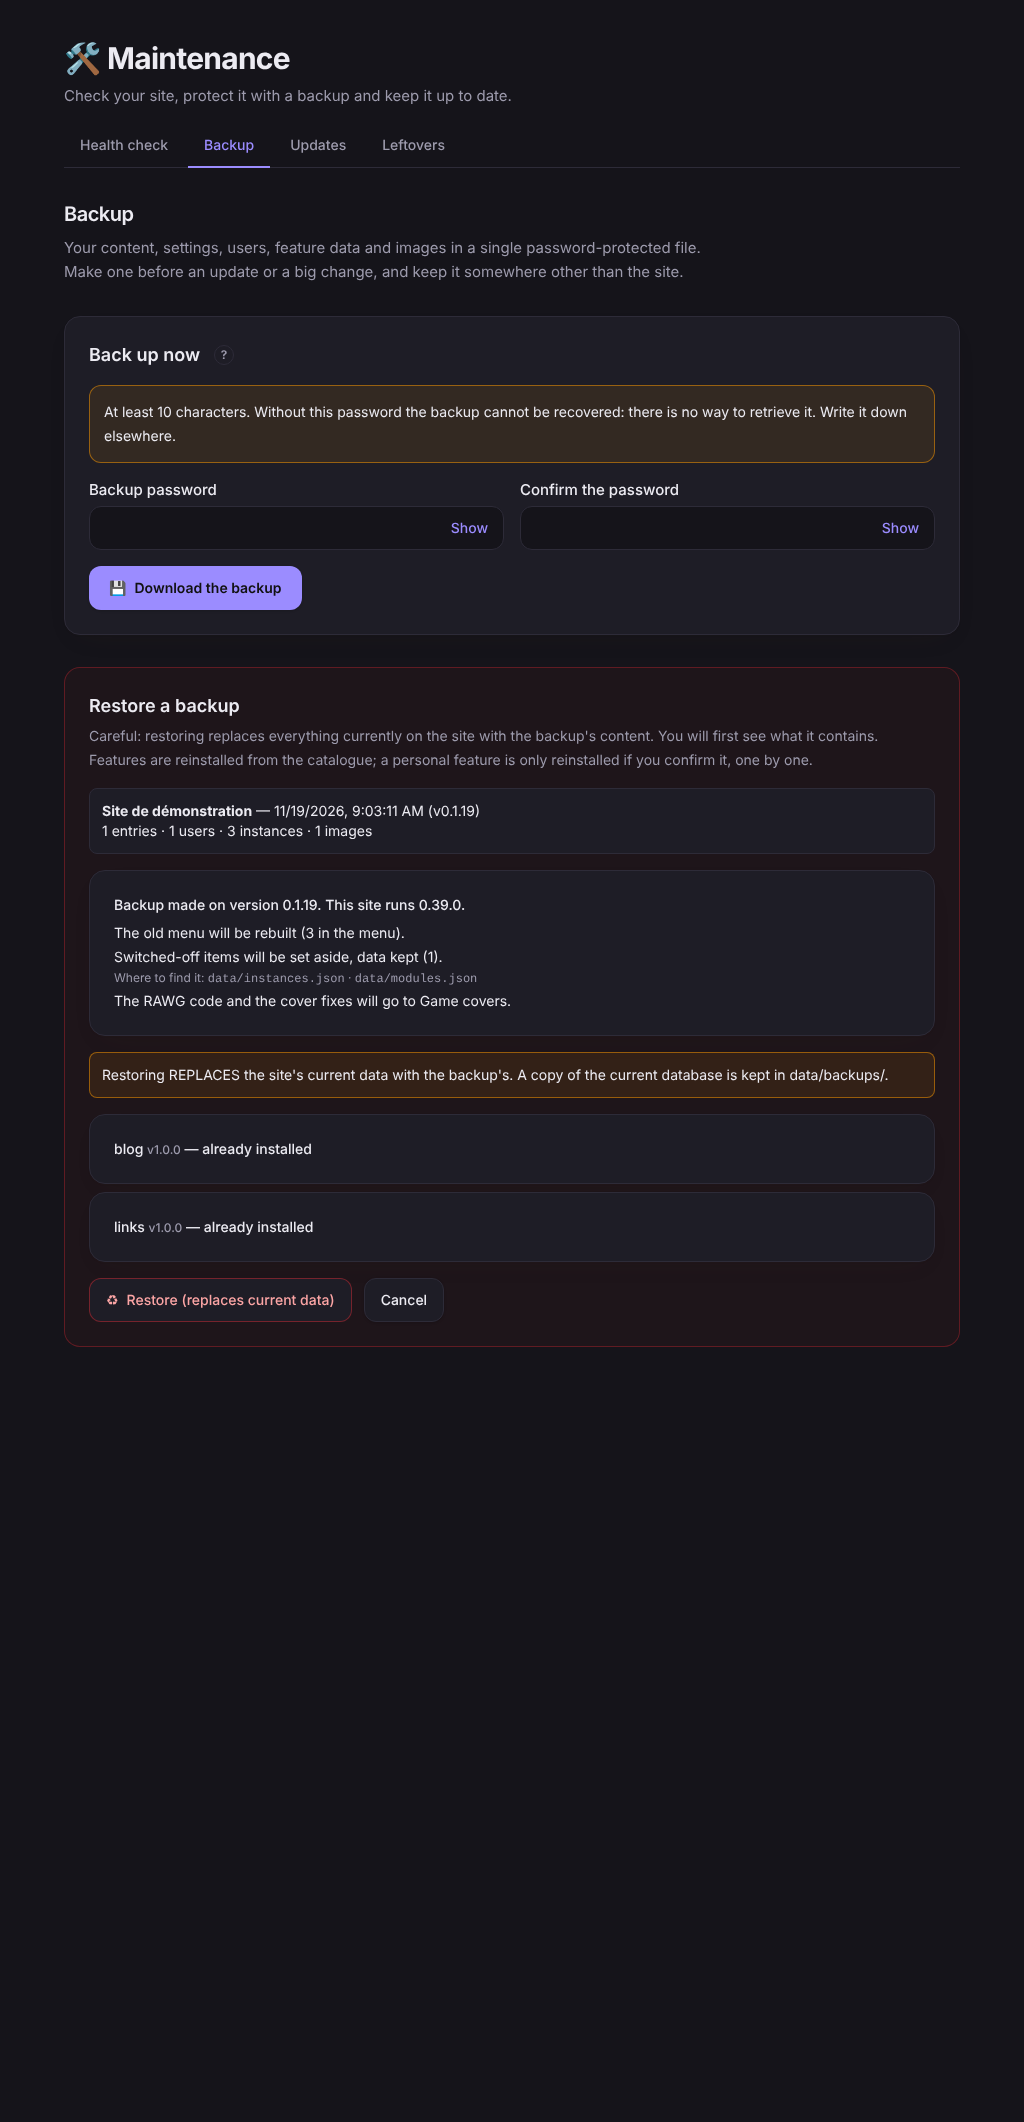 🛠️ Maintenance
Check your site, protect it with a backup and keep it up to date.
Health check Backup Updates Leftovers
Backup
Your content, settings, users, feature data and images in a single password-protected file.
Make one before an update or a big change, and keep it somewhere other than the site.
Back up now ?
At least 10 characters. Without this password the backup cannot be recovered: there is no way to retrieve it. Write it down
elsewhere.
Backup password Confirm the password
Show Show
💾 Download the backup
Restore a backup
Careful: restoring replaces everything currently on the site with the backup's content. You will first see what it contains.
Features are reinstalled from the catalogue; a personal feature is only reinstalled if you confirm it, one by one.
Site de démonstration — 11/19/2026, 9:03:11 AM (v0.1.19)
1 entries · 1 users · 3 instances · 1 images
Backup made on version 0.1.19. This site runs 0.39.0.
The old menu will be rebuilt (3 in the menu).
Switched-off items will be set aside, data kept (1).
Where to find it: data/instances.json · data/modules.json
The RAWG code and the cover fixes will go to Game covers.
Restoring REPLACES the site's current data with the backup's. A copy of the current database is kept in data/backups/.
blog v1.0.0 — already installed
links v1.0.0 — already installed
♻ Restore (replaces current data) Cancel